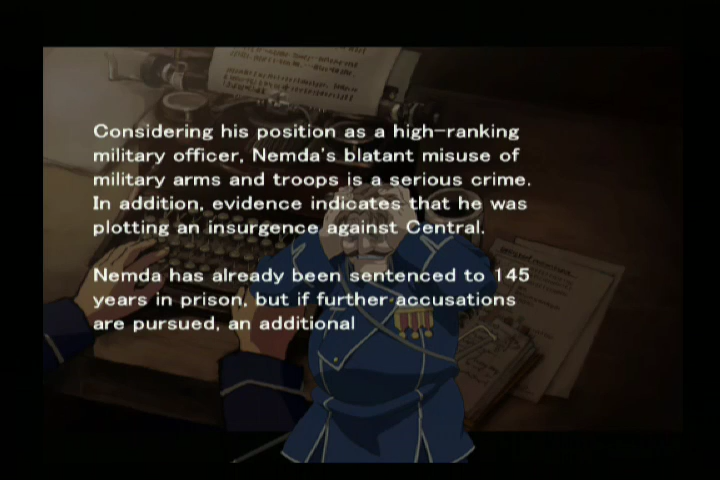 Considering his position as a high-ranking
military officer, Nemda's blatant misuse of
military arms and troops is a serious crime.
In addition, evidence indicates that he was
plotting an insurgence against Central.
Nemda has already been sentenced to 145
years in prison, but if further accusations
are pursued, an additional